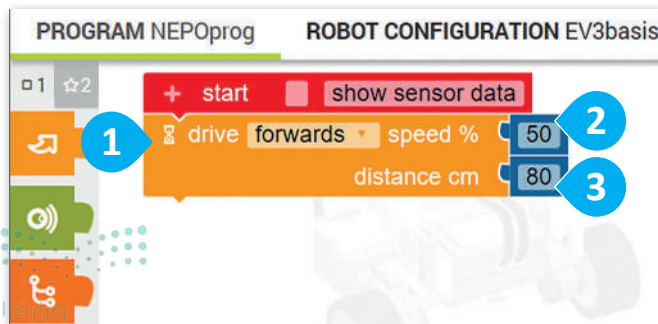 PROGRAM NEPOprog ROBOT CONFIGURATION EV3basis
1 2
+ start show sensor data
1 drive forwards speed % 50 2
distance cm 80 3